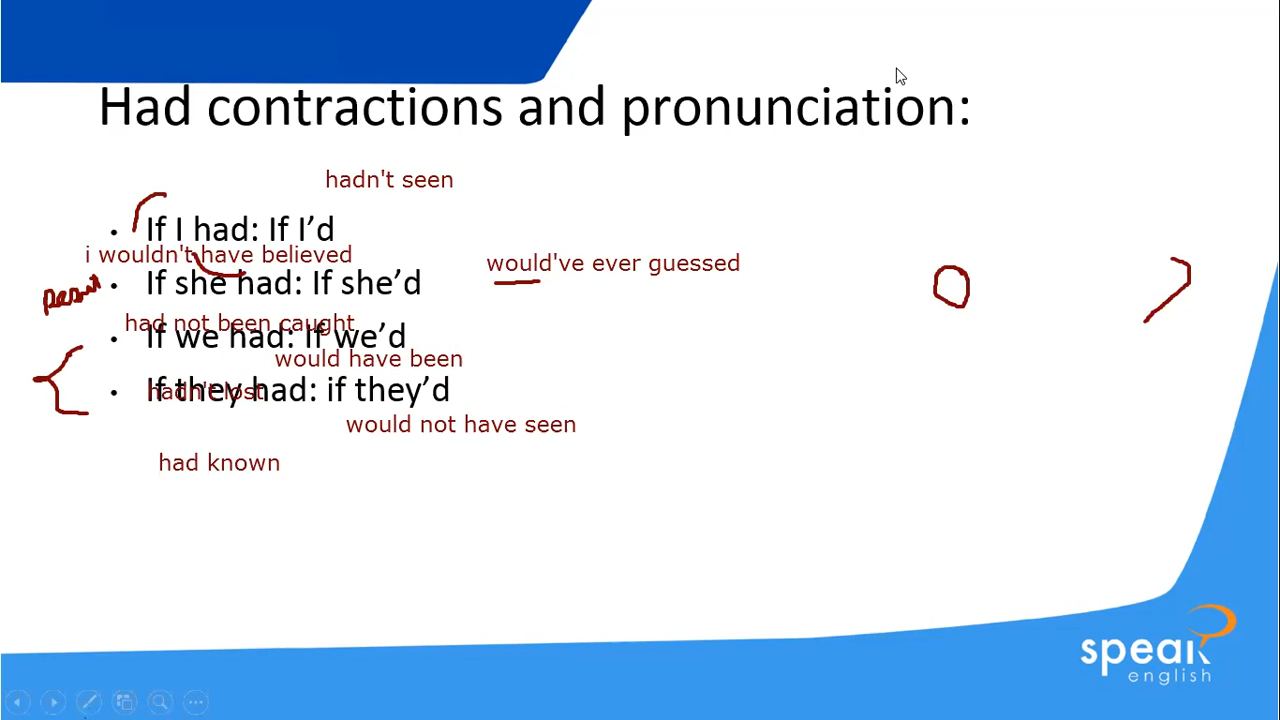 Had contractions and pronunciation:
hadn't seen
• If I had: If I’d
i wouldn't have believed
would've ever guessed
• If she had: If she’d
had not been caught
• If we had: If we’d
would have been
• If they had: if they’d
hadn't lost
would not have seen
had known
speak
english